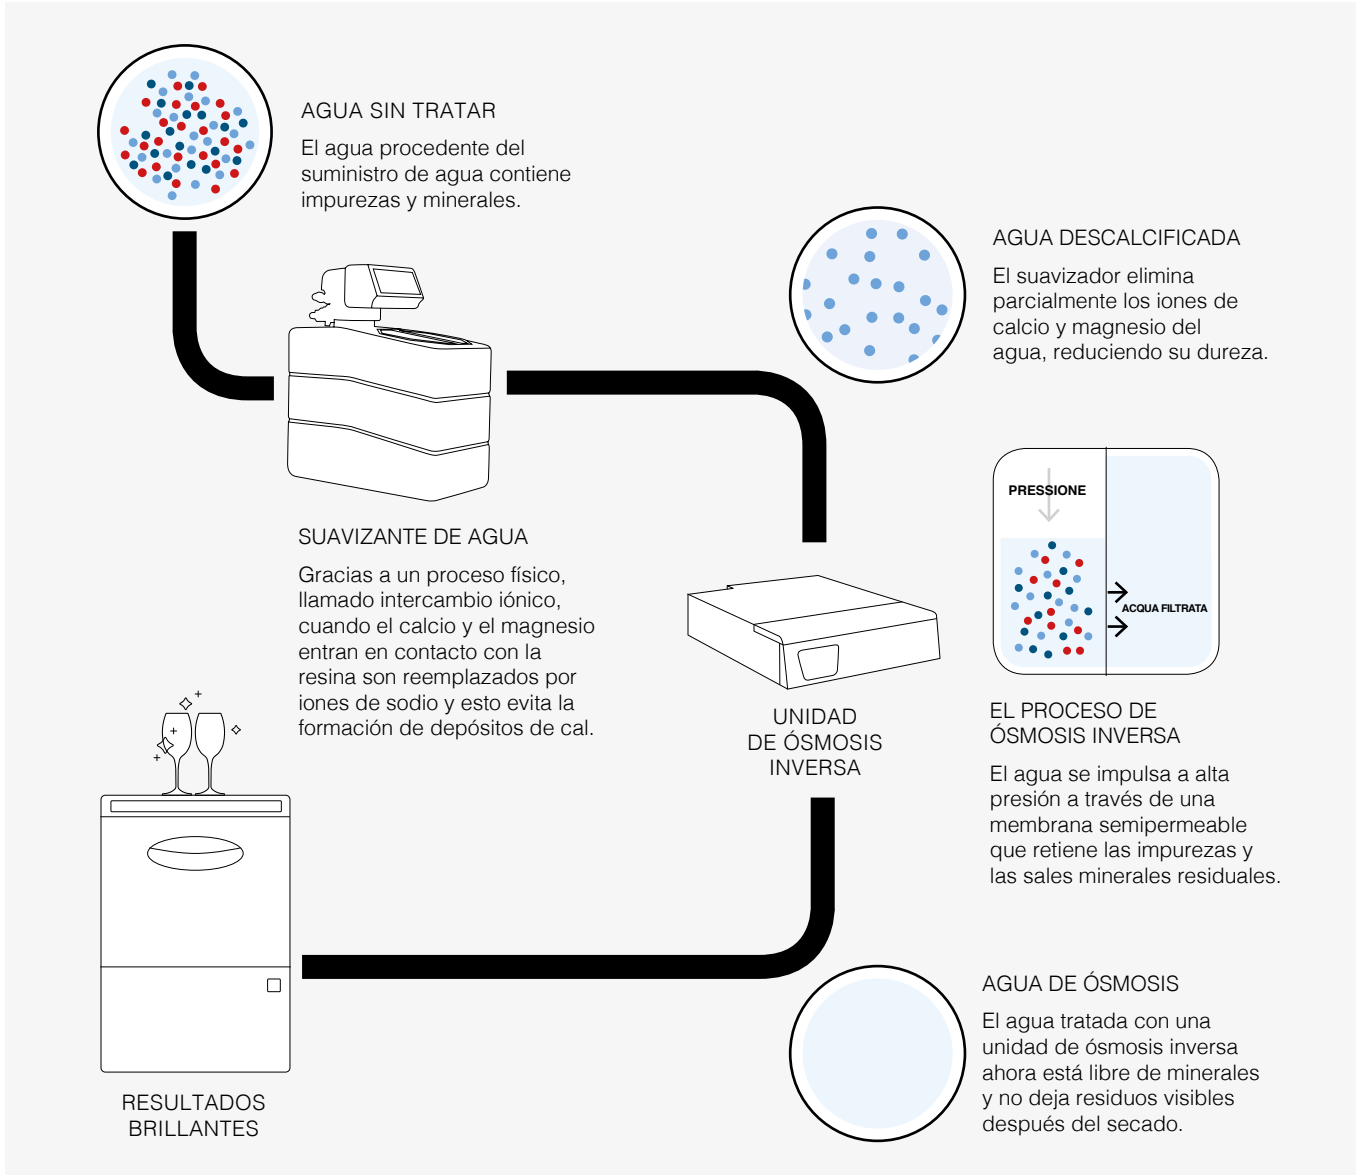 AGUA SIN TRATAR
El agua procedente del
suministro de agua contiene
impurezas y minerales.
AGUA DESCALCIFICADA
El suavizador elimina
parcialmente los iones de
calcio y magnesio del
agua, reduciendo su dureza.
SUAVIZANTE DE AGUA
Gracias a un proceso físico,
llamado intercambio iónico,
cuando el calcio y el magnesio
entran en contacto con la
resina son reemplazados por
iones de sodio y esto evita la
formación de depósitos de cal.
PRESSIONE
ACQUA FILTRATA
UNIDAD
DE ÓSMOSIS
INVERSA
EL PROCESO DE
ÓSMOSIS INVERSA
El agua se impulsa a alta
presión a través de una
membrana semipermeable
que retiene las impurezas y
las sales minerales residuales.
AGUA DE ÓSMOSIS
El agua tratada con una
unidad de ósmosis inversa
ahora está libre de minerales
y no deja residuos visibles
después del secado.
RESULTADOS
BRILLANTES